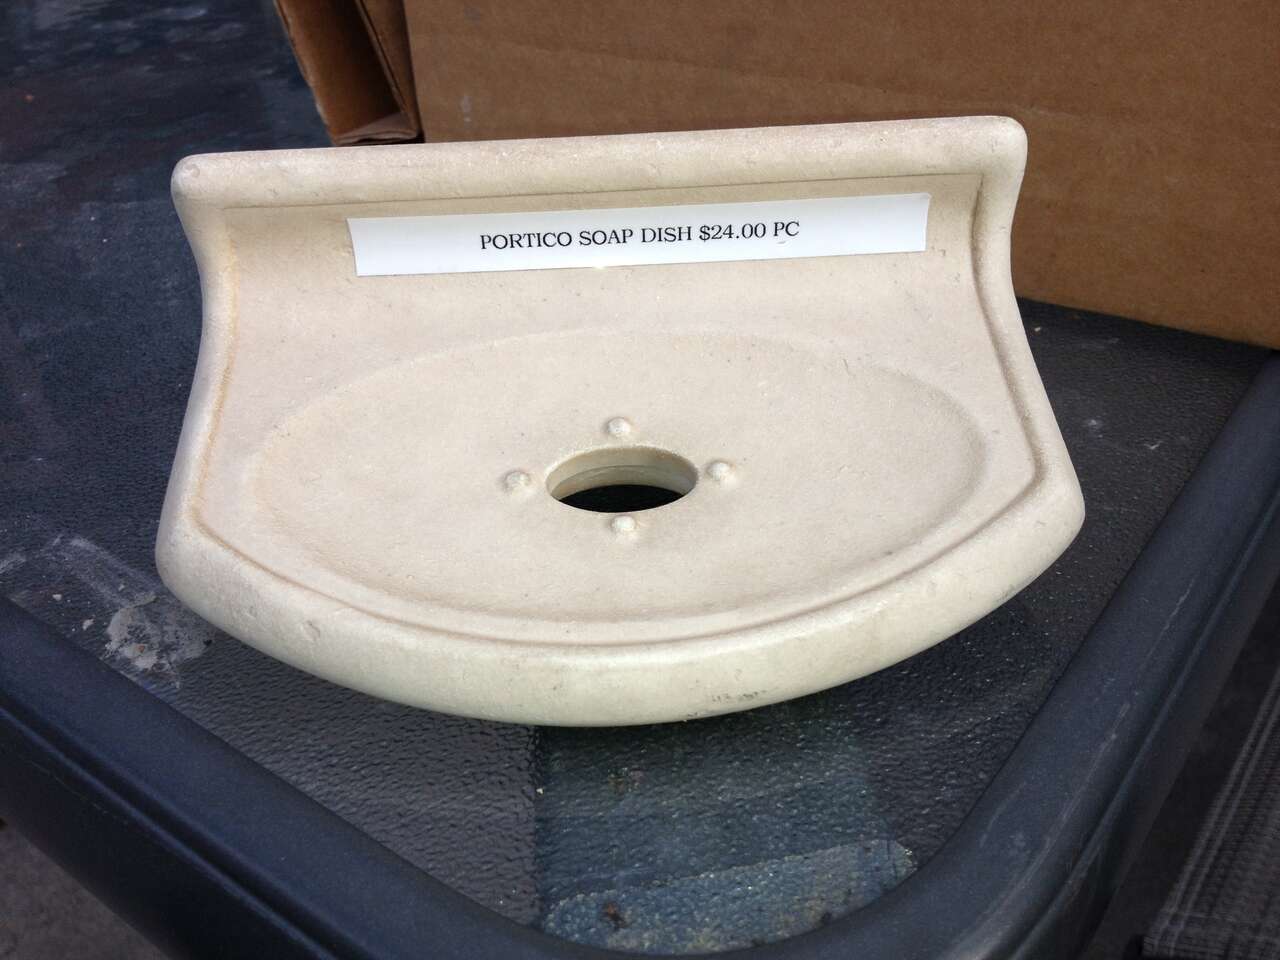 PORTICO SOAP DISH $24.00 PC